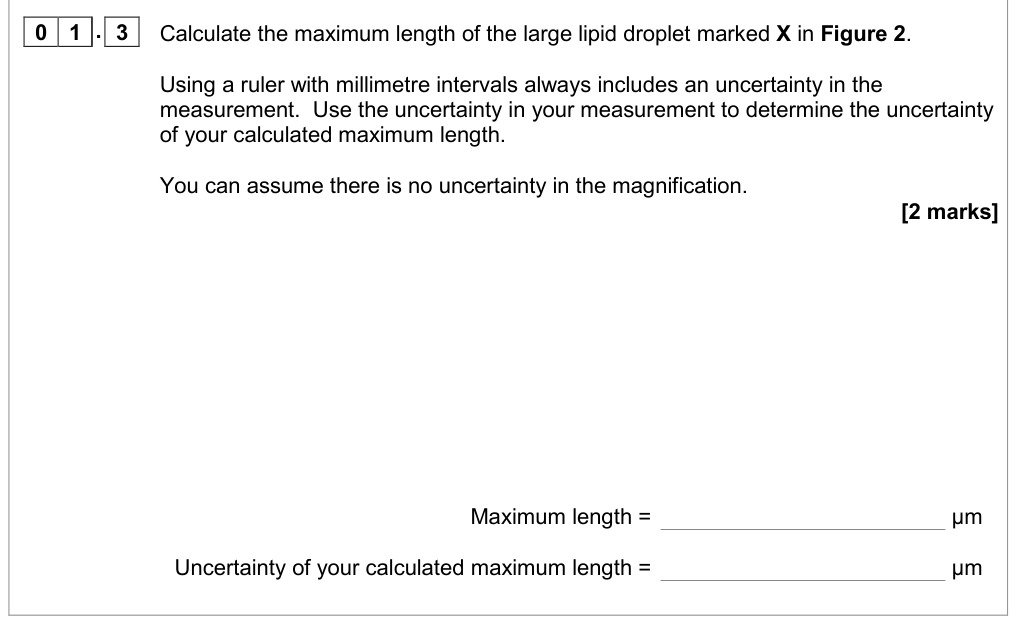 0 1 . 3 Calculate the maximum length of the large lipid droplet marked X in Figure 2.
Using a ruler with millimetre intervals always includes an uncertainty in the
measurement.  Use the uncertainty in your measurement to determine the uncertainty
of your calculated maximum length.
You can assume there is no uncertainty in the magnification.
[2 marks]
Maximum length = µm
Uncertainty of your calculated maximum length = µm